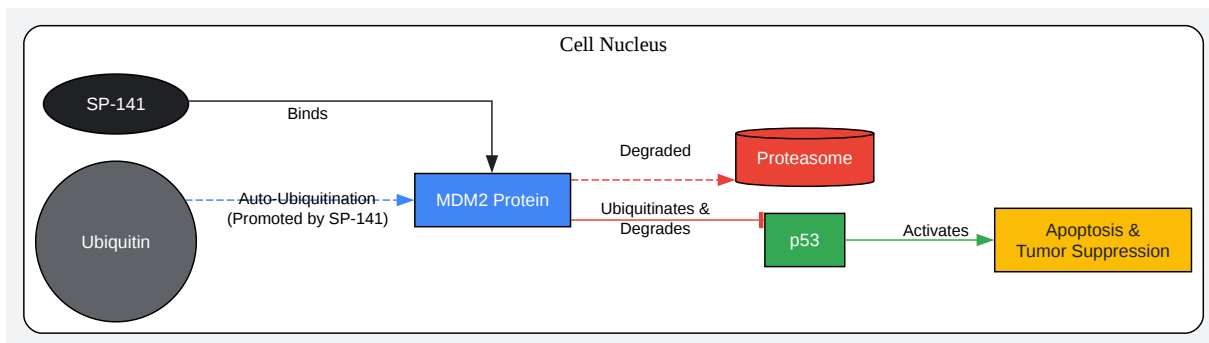 Cell Nucleus
SP-141
Binds
Ubiquitin
Auto-Ubiquitination
(Promoted by SP-141)
MDM2 Protein
Degraded
Proteasome
Ubiquitinates &
Degrades
p53
Activates
Apoptosis &
Tumor Suppression